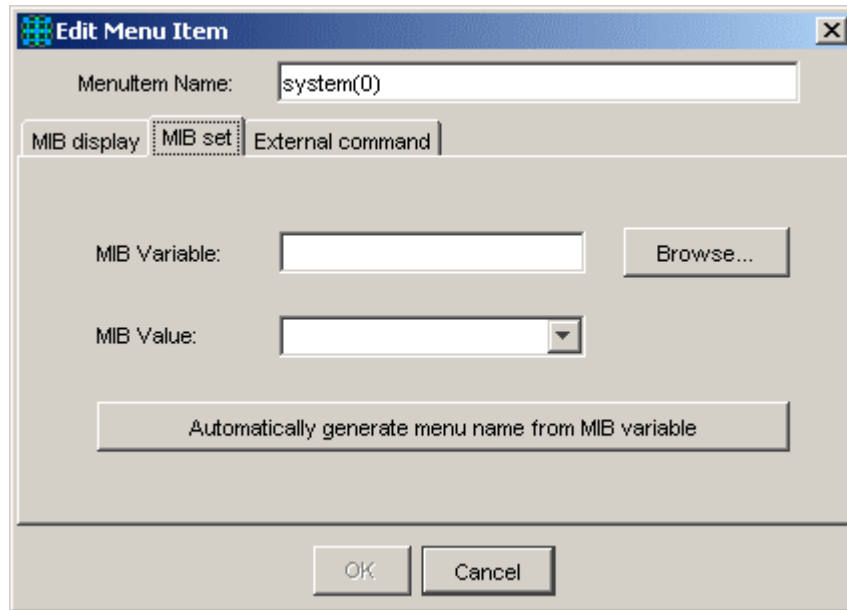 Edit Menu Item
MenuItem Name: system(0)
MIB display MIB set External command
MIB Variable: Browse...
MIB Value:
Automatically generate menu name from MIB variable
OK Cancel